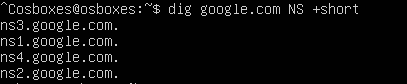 ^Cosboxes@osboxes:~$ dig google.com NS +short
ns3.google.com.
ns1.google.com.
ns4.google.com.
ns2.google.com.